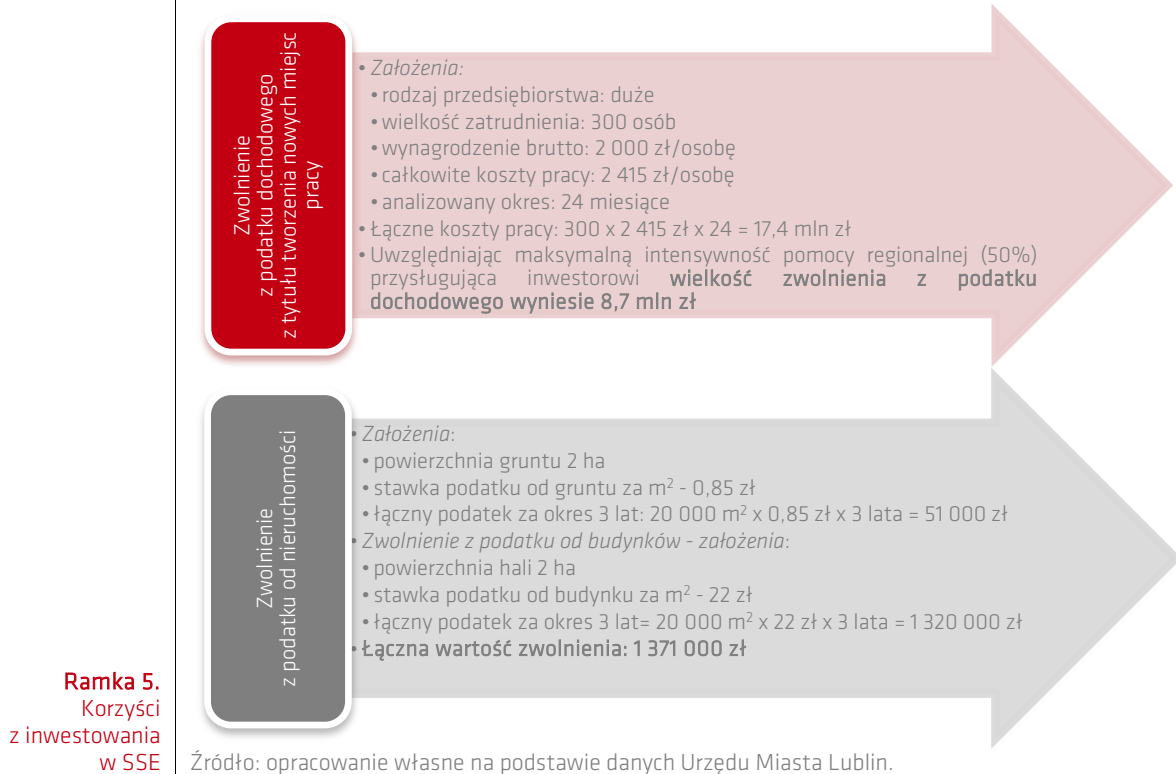 Zwolnienie
z podatku dochodowego
z tytułu tworzenia nowych miejsc
pracy
• Założenia:
• rodzaj przedsiębiorstwa: duże
• wielkość zatrudnienia: 300 osób
• wynagrodzenie brutto: 2 000 zł/osobę
• całkowite koszty pracy: 2 415 zł/osobę
• analizowany okres: 24 miesiące
• Łączne koszty pracy: 300 x 2 415 zł x 24 = 17,4 mln zł
• Uwzględniając maksymalną intensywność pomocy regionalnej (50%)
przysługująca inwestorowi wielkość zwolnienia z podatku
dochodowego wyniesie 8,7 mln zł
Zwolnienie
z podatku od nieruchomości
• Założenia:
• powierzchnia gruntu 2 ha
• stawka podatku od gruntu za m² - 0,85 zł
• łączny podatek za okres 3 lat: 20 000 m² x 0,85 zł x 3 lata = 51 000 zł
• Zwolnienie z podatku od budynków - założenia:
• powierzchnia hali 2 ha
• stawka podatku od budynku za m² - 22 zł
• łączny podatek za okres 3 lat= 20 000 m² x 22 zł x 3 lata = 1 320 000 zł
• Łączna wartość zwolnienia: 1 371 000 zł
Ramka 5.
Korzyści
z inwestowania
w SSE
Źródło: opracowanie własne na podstawie danych Urzędu Miasta Lublin.